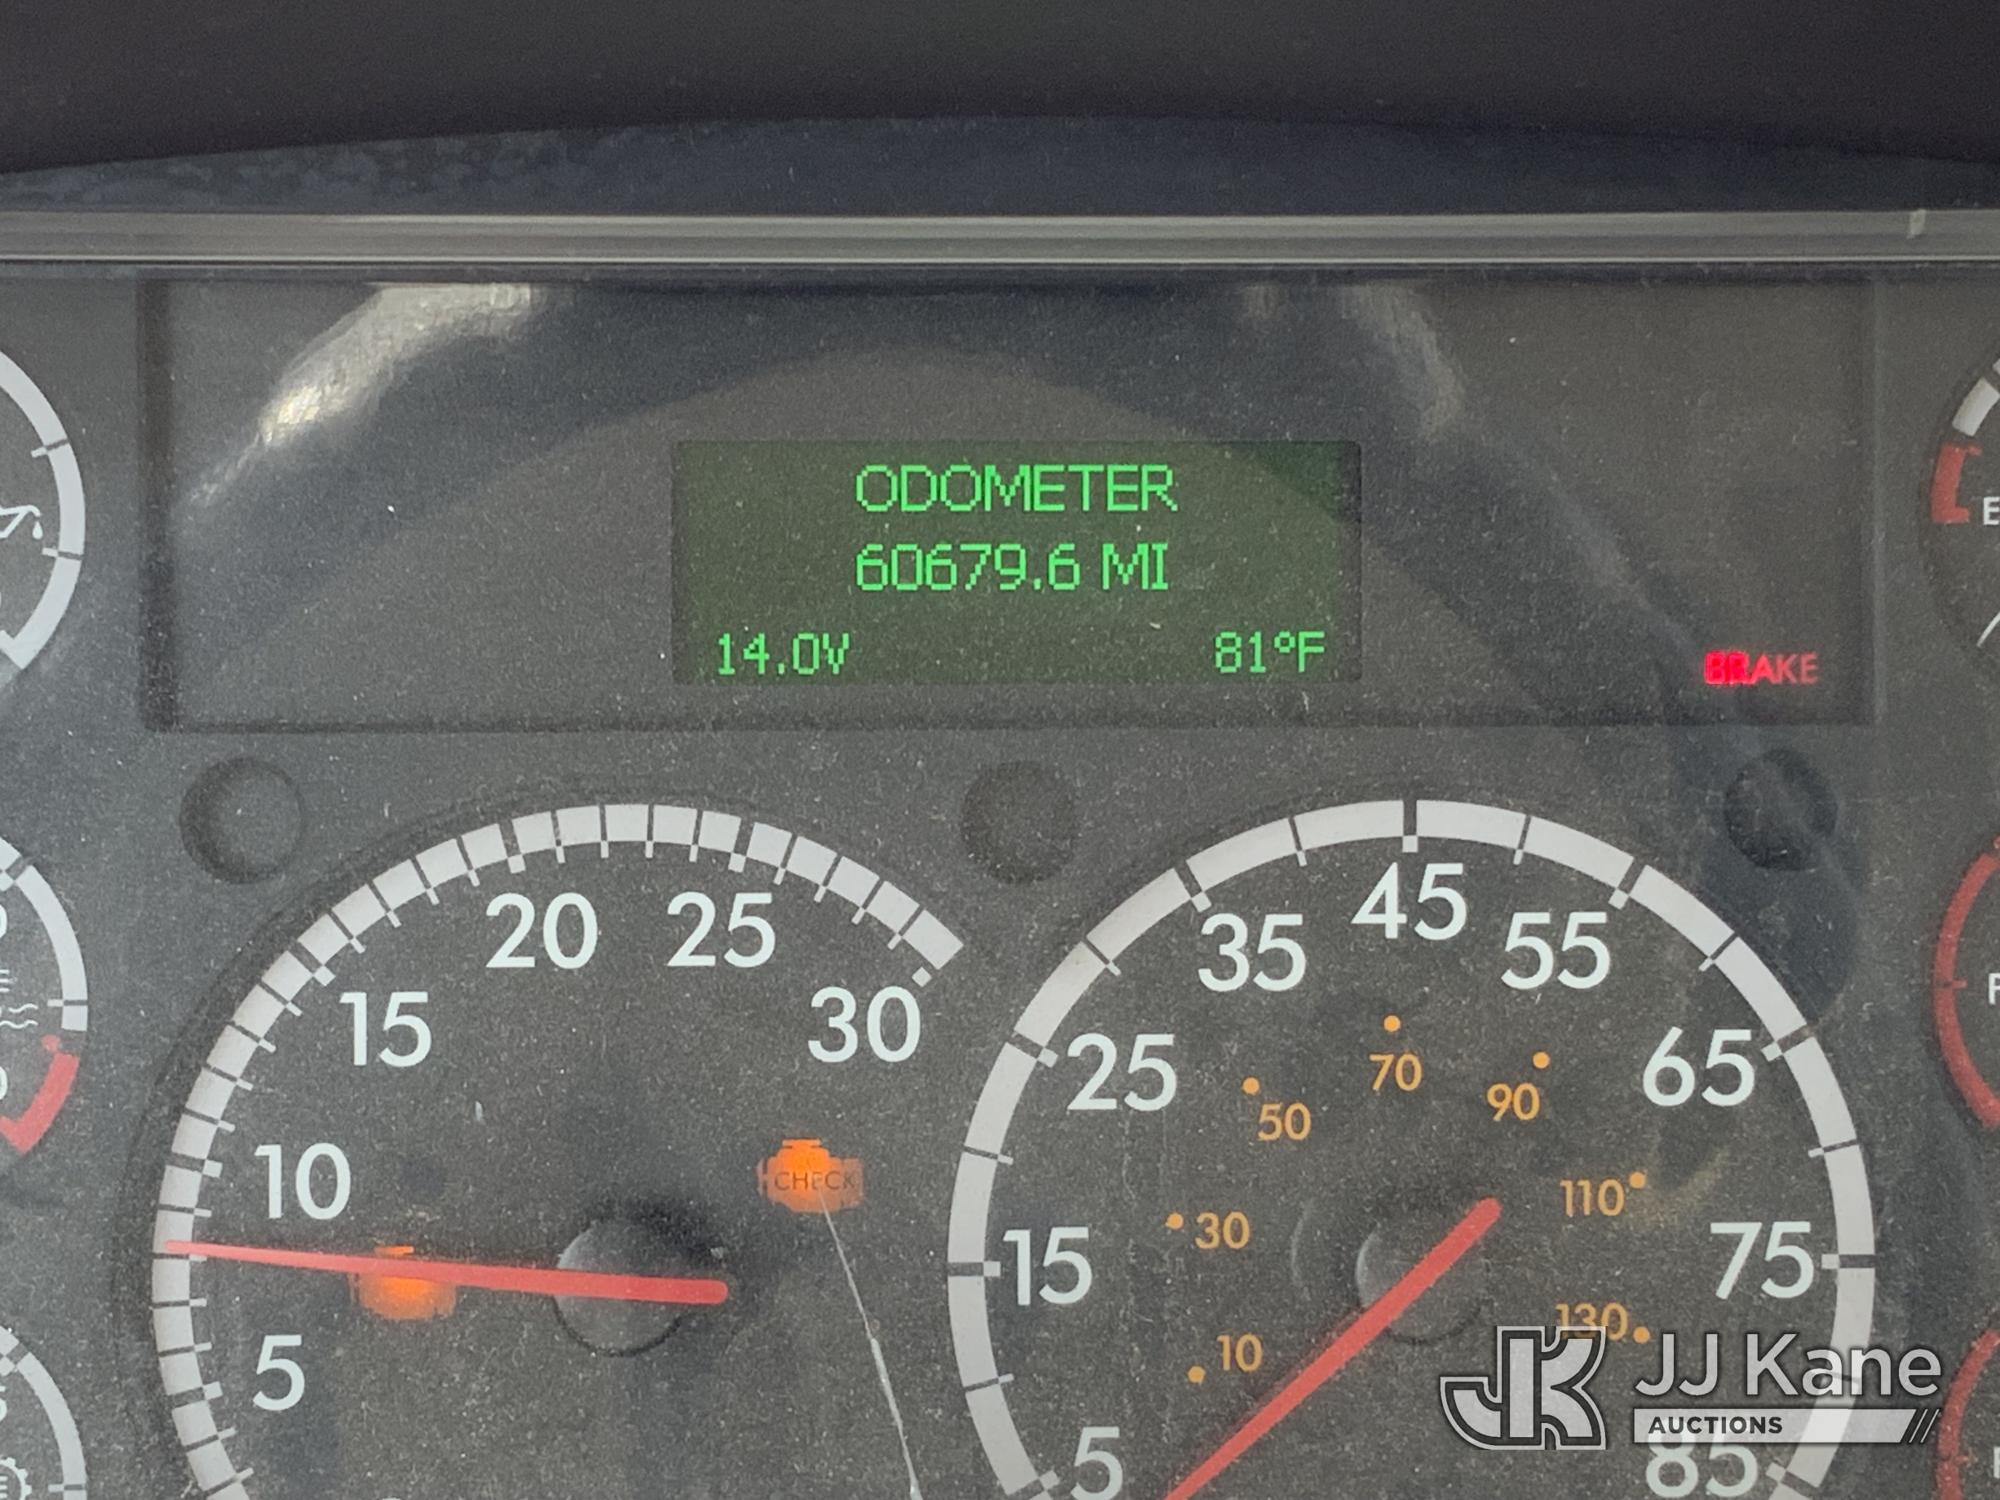 ODOMETER
60679.6 MI
14.0V 81°F
BRAKE
5 10 15 20 25 30
CHECK
5 15 25 35 45 55 65 75 85
10 30 50 70 90 110 130
E
JK JJ Kane
AUCTIONS